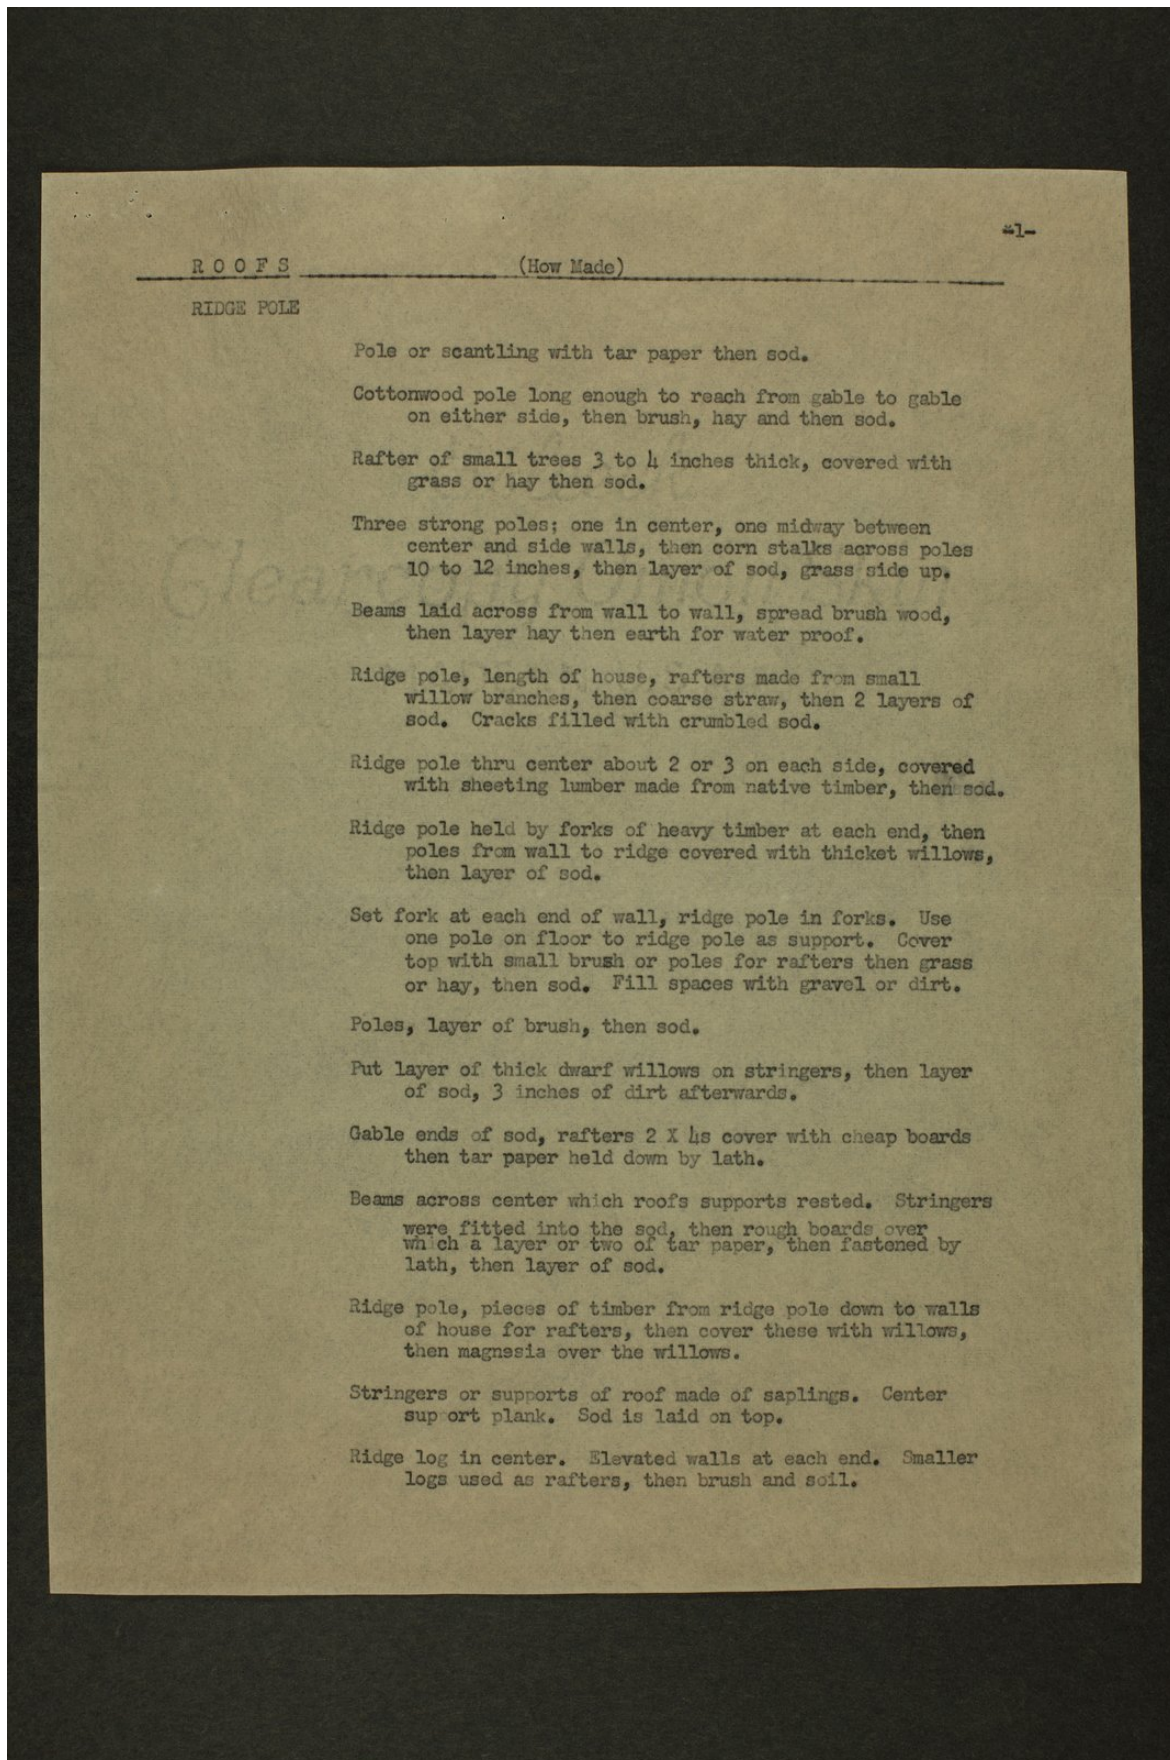 -1-
ROOFS (How Made)
RIDGE POLE
Pole or scantling with tar paper then sod.
Cottonwood pole long enough to reach from gable to gable
on either side, then brush, hay and then sod.
Rafter of small trees 3 to 4 inches thick, covered with
grass or hay then sod.
Three strong poles; one in center, one midway between
center and side walls, then corn stalks across poles
10 to 12 inches, then layer of sod, grass side up.
Beams laid across from wall to wall, spread brush wood,
then layer hay then earth for water proof.
Ridge pole, length of house, rafters made from small
willow branches, then coarse straw, then 2 layers of
sod. Cracks filled with crumbled sod.
Ridge pole thru center about 2 or 3 on each side, covered
with sheeting lumber made from native timber, then sod.
Ridge pole held by forks of heavy timber at each end, then
poles from wall to ridge covered with thicket willows,
then layer of sod.
Set fork at each end of wall, ridge pole in forks. Use
one pole on floor to ridge pole as support. Cover
top with small brush or poles for rafters then grass
or hay, then sod. Fill spaces with gravel or dirt.
Poles, layer of brush, then sod.
Put layer of thick dwarf willows on stringers, then layer
of sod, 3 inches of dirt afterwards.
Gable ends of sod, rafters 2 X 4s cover with cheap boards
then tar paper held down by lath.
Beams across center which roofs supports rested. Stringers
were fitted into the sod, then rough boards over
which a layer or two of tar paper, then fastened by
lath, then layer of sod.
Ridge pole, pieces of timber from ridge pole down to walls
of house for rafters, then cover these with willows,
then magnesia over the willows.
Stringers or supports of roof made of saplings. Center
sup ort plank. Sod is laid on top.
Ridge log in center. Elevated walls at each end. Smaller
logs used as rafters, then brush and soil.